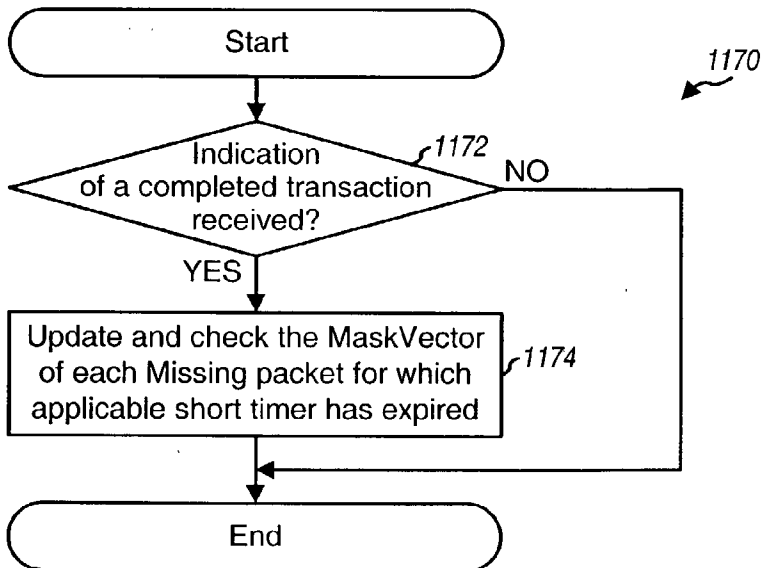 Start
1170
Indication
of a completed transaction
received?
1172
NO
YES
Update and check the MaskVector
of each Missing packet for which
applicable short timer has expired
1174
End